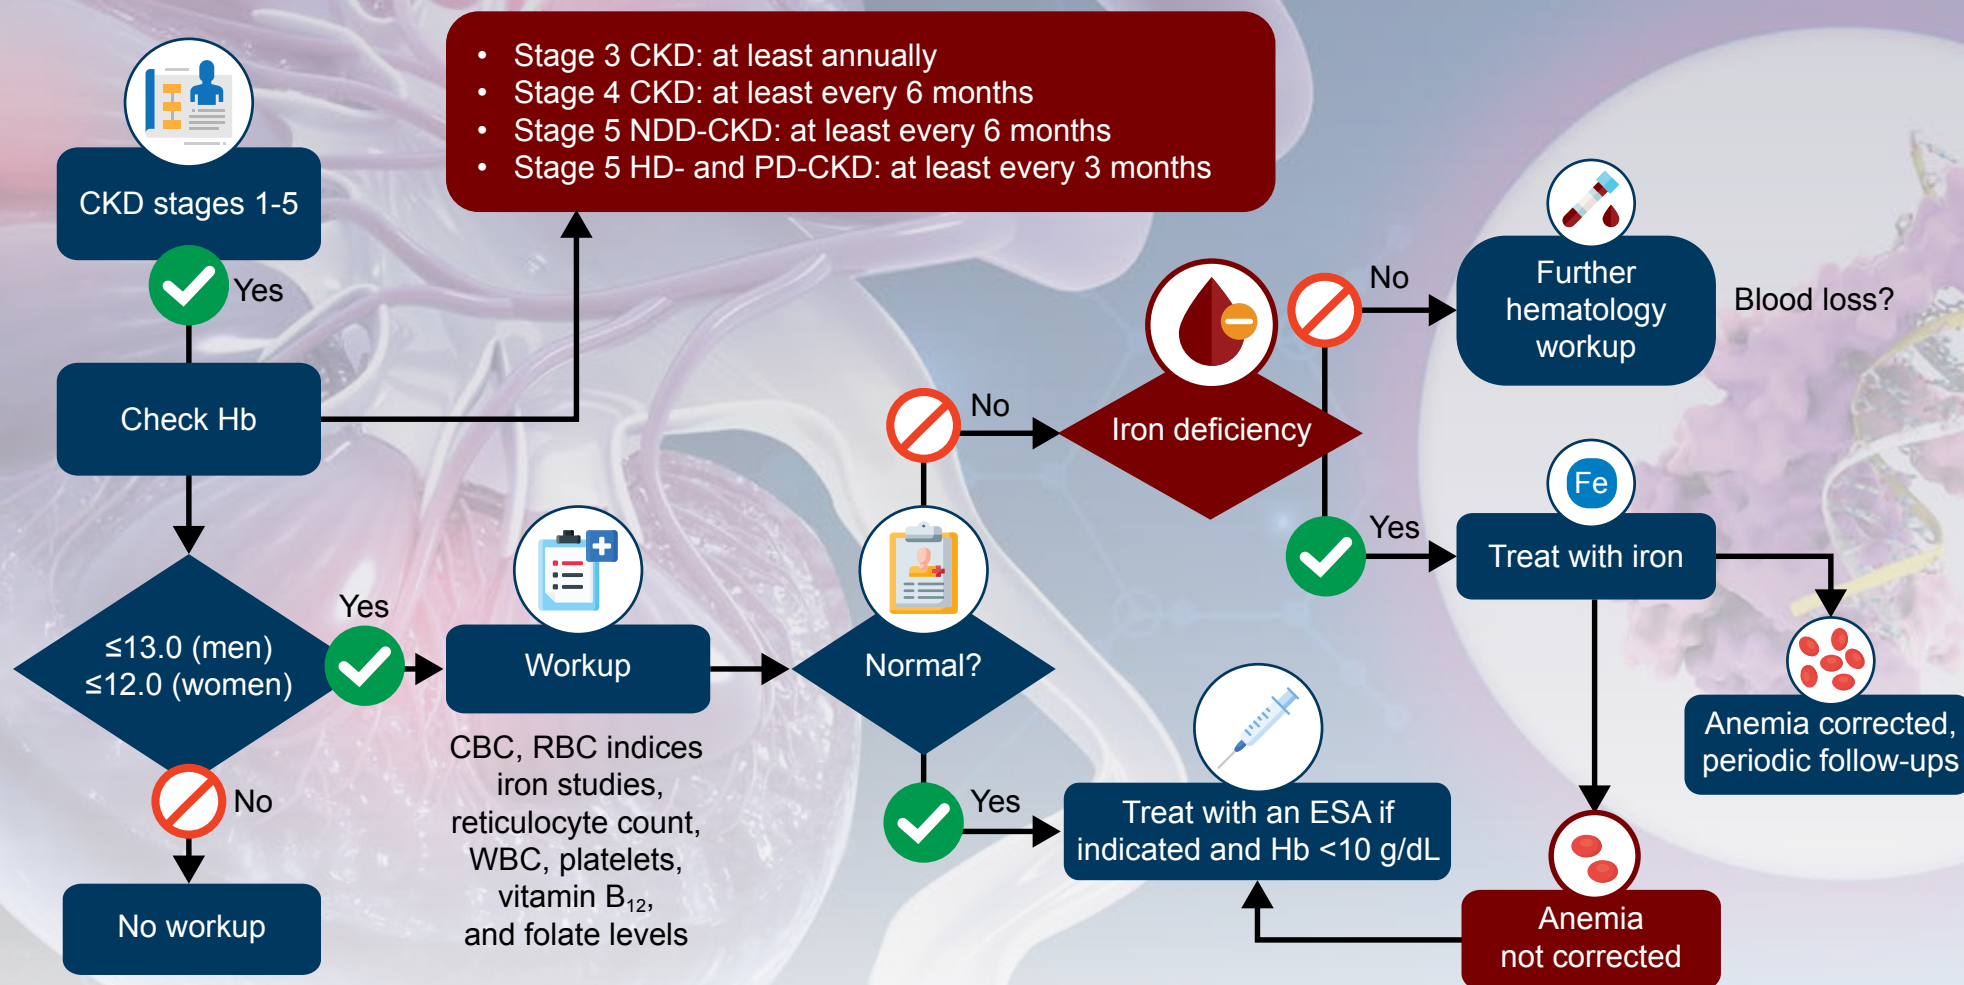 • Stage 3 CKD: at least annually
• Stage 4 CKD: at least every 6 months
• Stage 5 NDD-CKD: at least every 6 months
• Stage 5 HD- and PD-CKD: at least every 3 months
CKD stages 1-5
Yes
Check Hb
≤13.0 (men)
≤12.0 (women)
Yes
No
No workup
Workup
CBC, RBC indices
iron studies,
reticulocyte count,
WBC, platelets,
vitamin B₁₂,
and folate levels
Normal?
No
Yes
Treat with an ESA if
indicated and Hb <10 g/dL
Iron deficiency
No
Further
hematology
workup
Blood loss?
Yes
Fe
Treat with iron
Anemia corrected,
periodic follow-ups
Anemia
not corrected